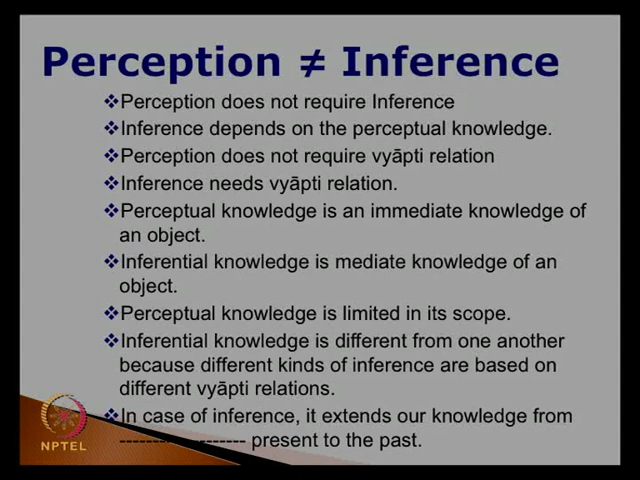 Perception ≠ Inference
❖Perception does not require Inference
❖Inference depends on the perceptual knowledge.
❖Perception does not require vyāpti relation
❖Inference needs vyāpti relation.
❖Perceptual knowledge is an immediate knowledge of
an object.
❖Inferential knowledge is mediate knowledge of an
object.
❖Perceptual knowledge is limited in its scope.
❖Inferential knowledge is different from one another
because different kinds of inference are based on
different vyāpti relations.
❖In case of inference, it extends our knowledge from
------------------ present to the past.
NPTEL